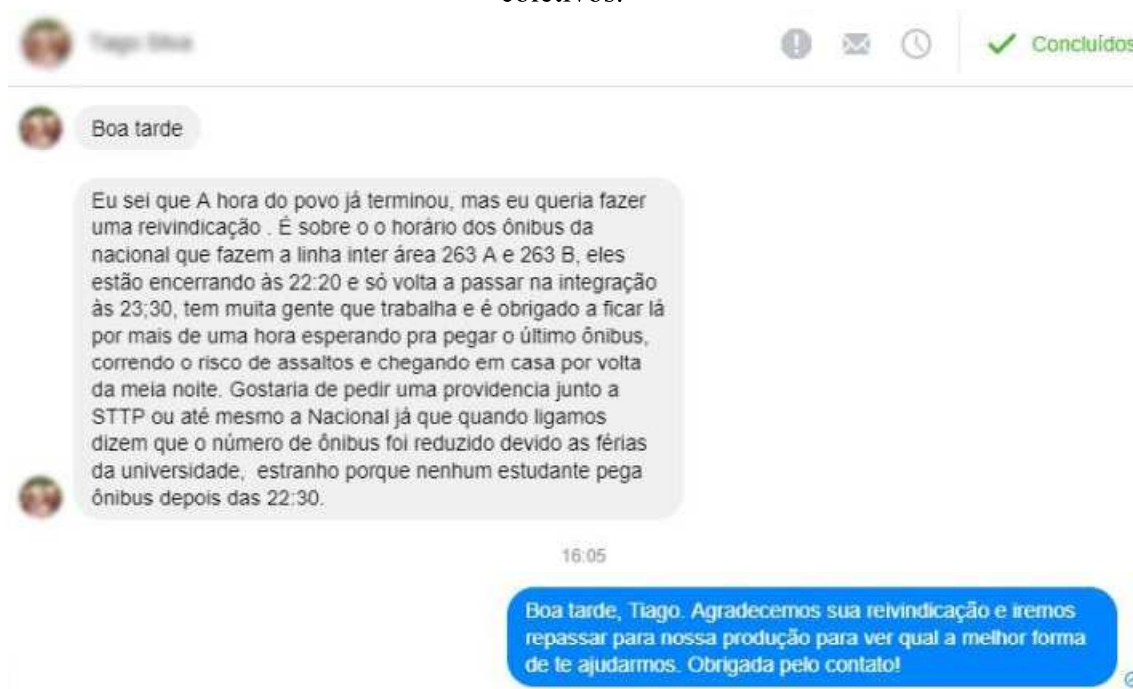 coletivos.
Concluídos
Boa tarde
Eu sei que A hora do povo já terminou, mas eu queria fazer
uma reivindicação . É sobre o o horário dos ônibus da
nacional que fazem a linha inter área 263 A e 263 B, eles
estão encerrando às 22:20 e só volta a passar na integração
às 23;30, tem muita gente que trabalha e é obrigado a ficar lá
por mais de uma hora esperando pra pegar o último ônibus,
correndo o risco de assaltos e chegando em casa por volta
da meia noite. Gostaria de pedir uma providencia junto a
STTP ou até mesmo a Nacional já que quando ligamos
dizem que o número de ônibus foi reduzido devido as férias
da universidade, estranho porque nenhum estudante pega
ônibus depois das 22:30.
16:05
Boa tarde, Tiago. Agradecemos sua reivindicação e iremos
repassar para nossa produção para ver qual a melhor forma
de te ajudarmos. Obrigada pelo contato!